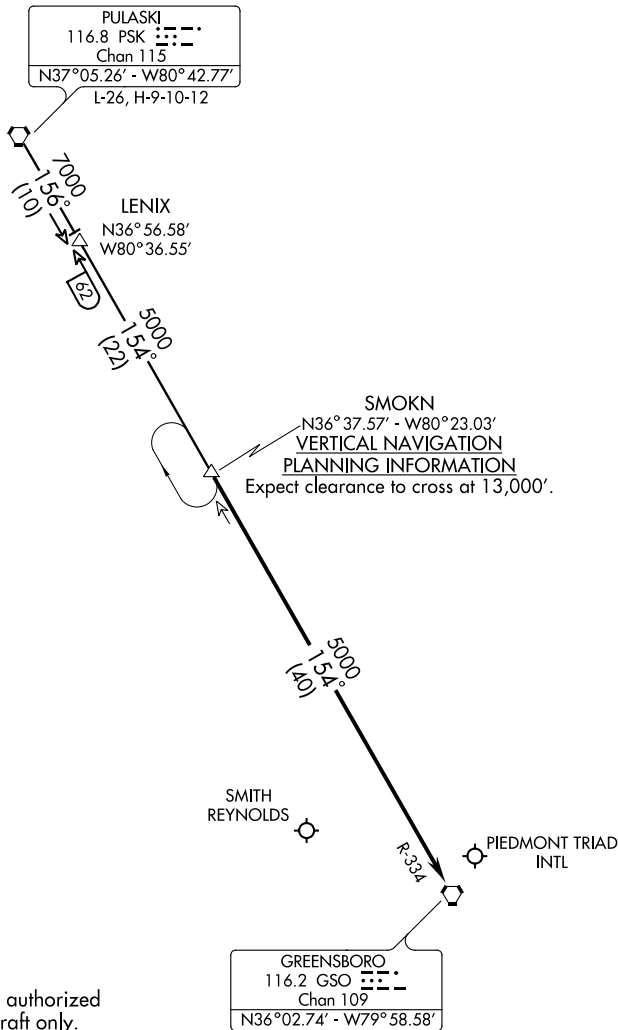 PULASKI
116.8 PSK
Chan 115
N37°05.26' - W80°42.77'
L-26, H-9-10-12
7000
156°
(10)
LENIX
N36°56.58'
W80°36.55'
62
5000
154°
(22)
SMOKN
N36°37.57' - W80°23.03'
VERTICAL NAVIGATION
PLANNING INFORMATION
Expect clearance to cross at 13,000'.
5000
154°
(40)
SMITH
REYNOLDS
R-334
PIEDMONT TRIAD
INTL
GREENSBORO
116.2 GSO
Chan 109
N36°02.74' - W79°58.58'
authorized
raft only.